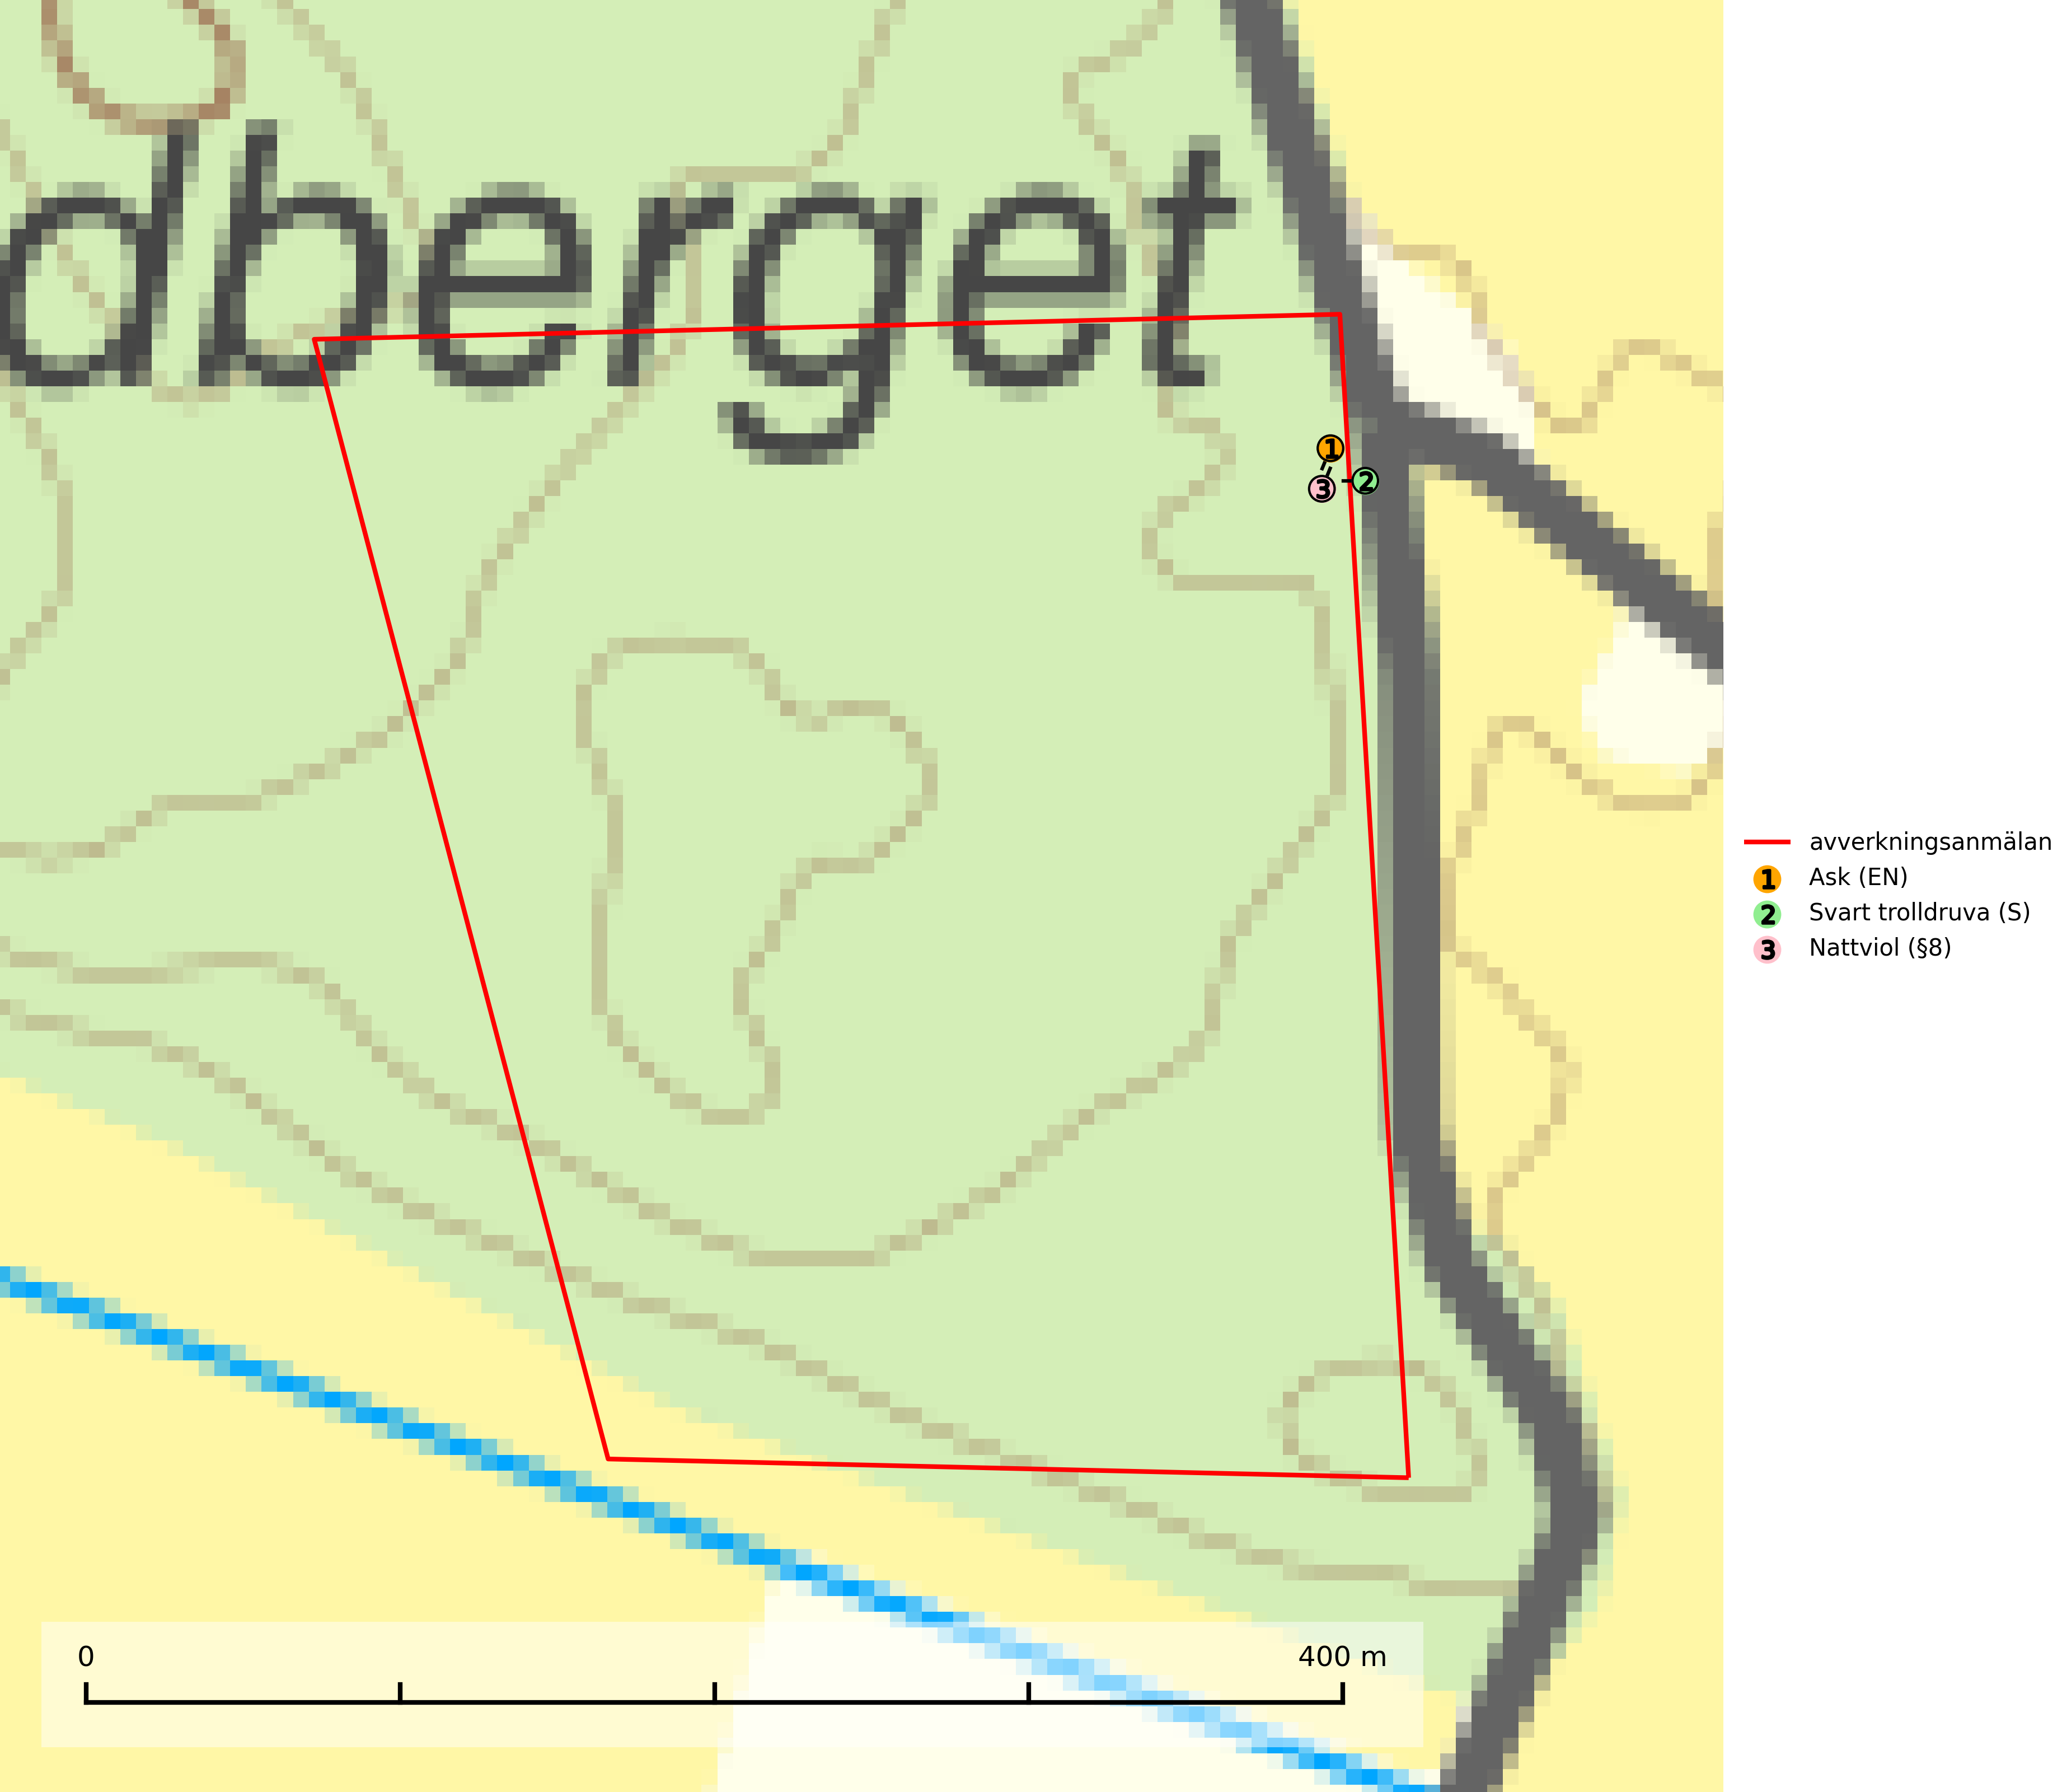 dberget
1
3
2
avverkningsanmälan
1 Ask (EN)
2 Svart trolldruva (S)
3 Nattviol (§8)
0 400 m